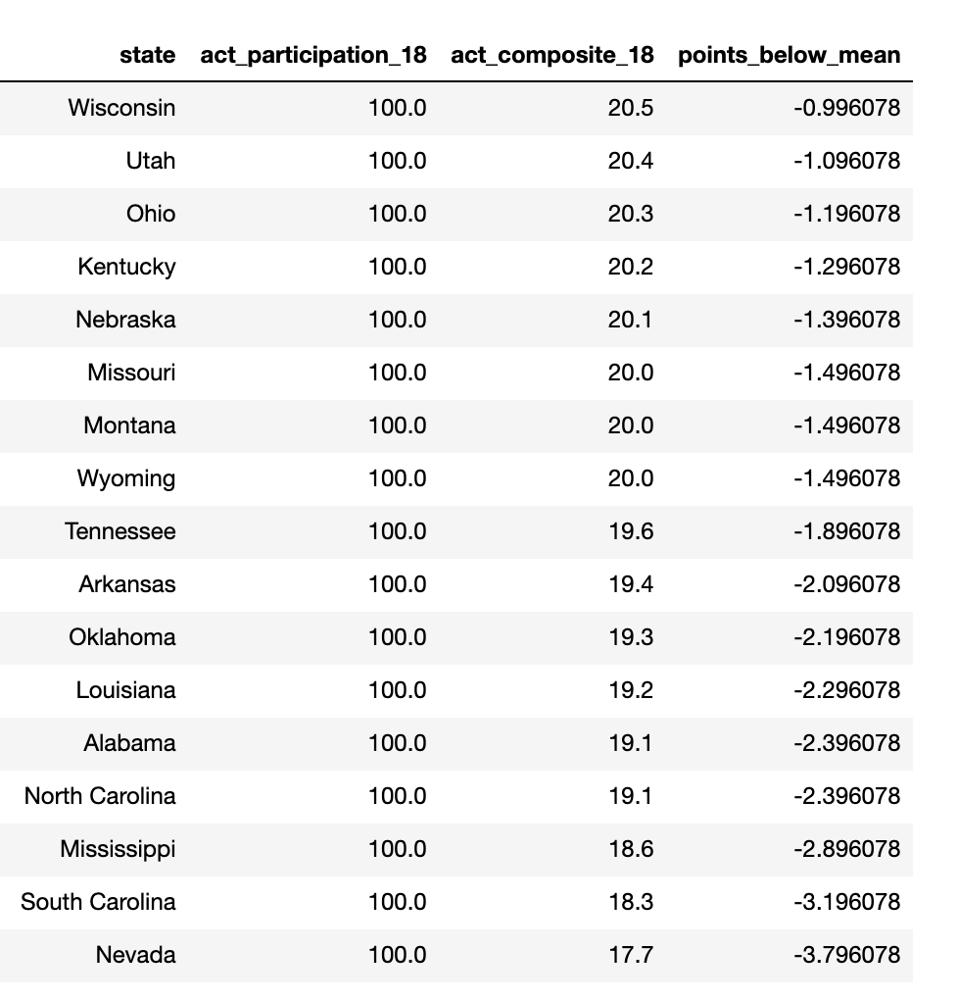 state act_participation_18 act_composite_18 points_below_mean
Wisconsin 100.0 20.5 -0.996078
Utah 100.0 20.4 -1.096078
Ohio 100.0 20.3 -1.196078
Kentucky 100.0 20.2 -1.296078
Nebraska 100.0 20.1 -1.396078
Missouri 100.0 20.0 -1.496078
Montana 100.0 20.0 -1.496078
Wyoming 100.0 20.0 -1.496078
Tennessee 100.0 19.6 -1.896078
Arkansas 100.0 19.4 -2.096078
Oklahoma 100.0 19.3 -2.196078
Louisiana 100.0 19.2 -2.296078
Alabama 100.0 19.1 -2.396078
North Carolina 100.0 19.1 -2.396078
Mississippi 100.0 18.6 -2.896078
South Carolina 100.0 18.3 -3.196078
Nevada 100.0 17.7 -3.796078